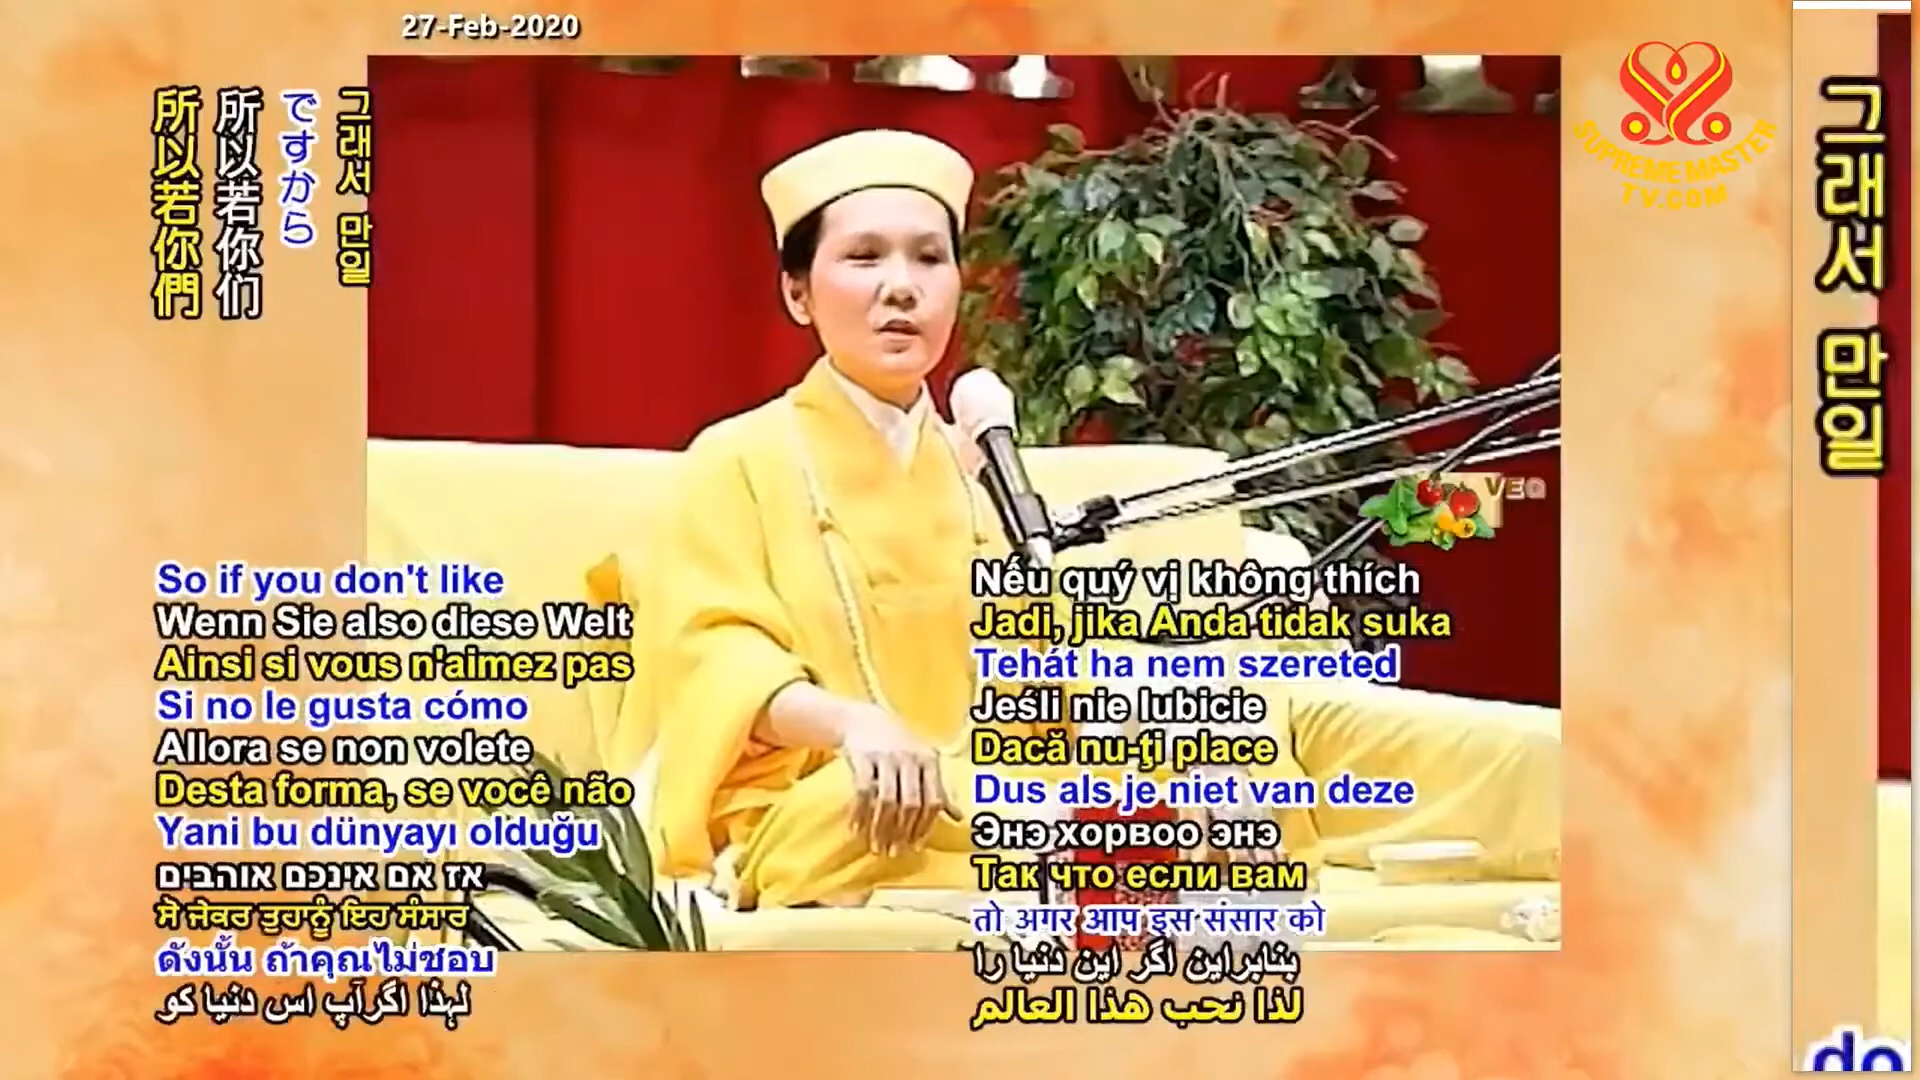 27-Feb-2020
그래서 만일
ですから
所以若你们
所以若你們
SUPREME MASTER
TV.COM
그래서 만일
VEG
So if you don't like
Wenn Sie also diese Welt
Ainsi si vous n'aimez pas
Si no le gusta cómo
Allora se non volete
Desta forma, se você não
Yani bu dünyayı olduğu
אז אם אינכם אוהבים
ਸੋ ਜੇਕਰ ਤੁਹਾਨੂੰ ਇਹ ਸੰਸਾਰ
ดังนั้น ถ้าคุณไม่ชอบ
لہذا اگرآپ اس دنیا کو
Nếu quý vị không thích
Jadi, jika Anda tidak suka
Tehát ha nem szereted
Jeśli nie lubicie
Dacă nu-ţi place
Dus als je niet van deze
Энэ хорвоо энэ
Так что если вам
तो अगर आप इस संसार को
بنابراین اگر این دنیا را
لذا نحب هذا العالم
do